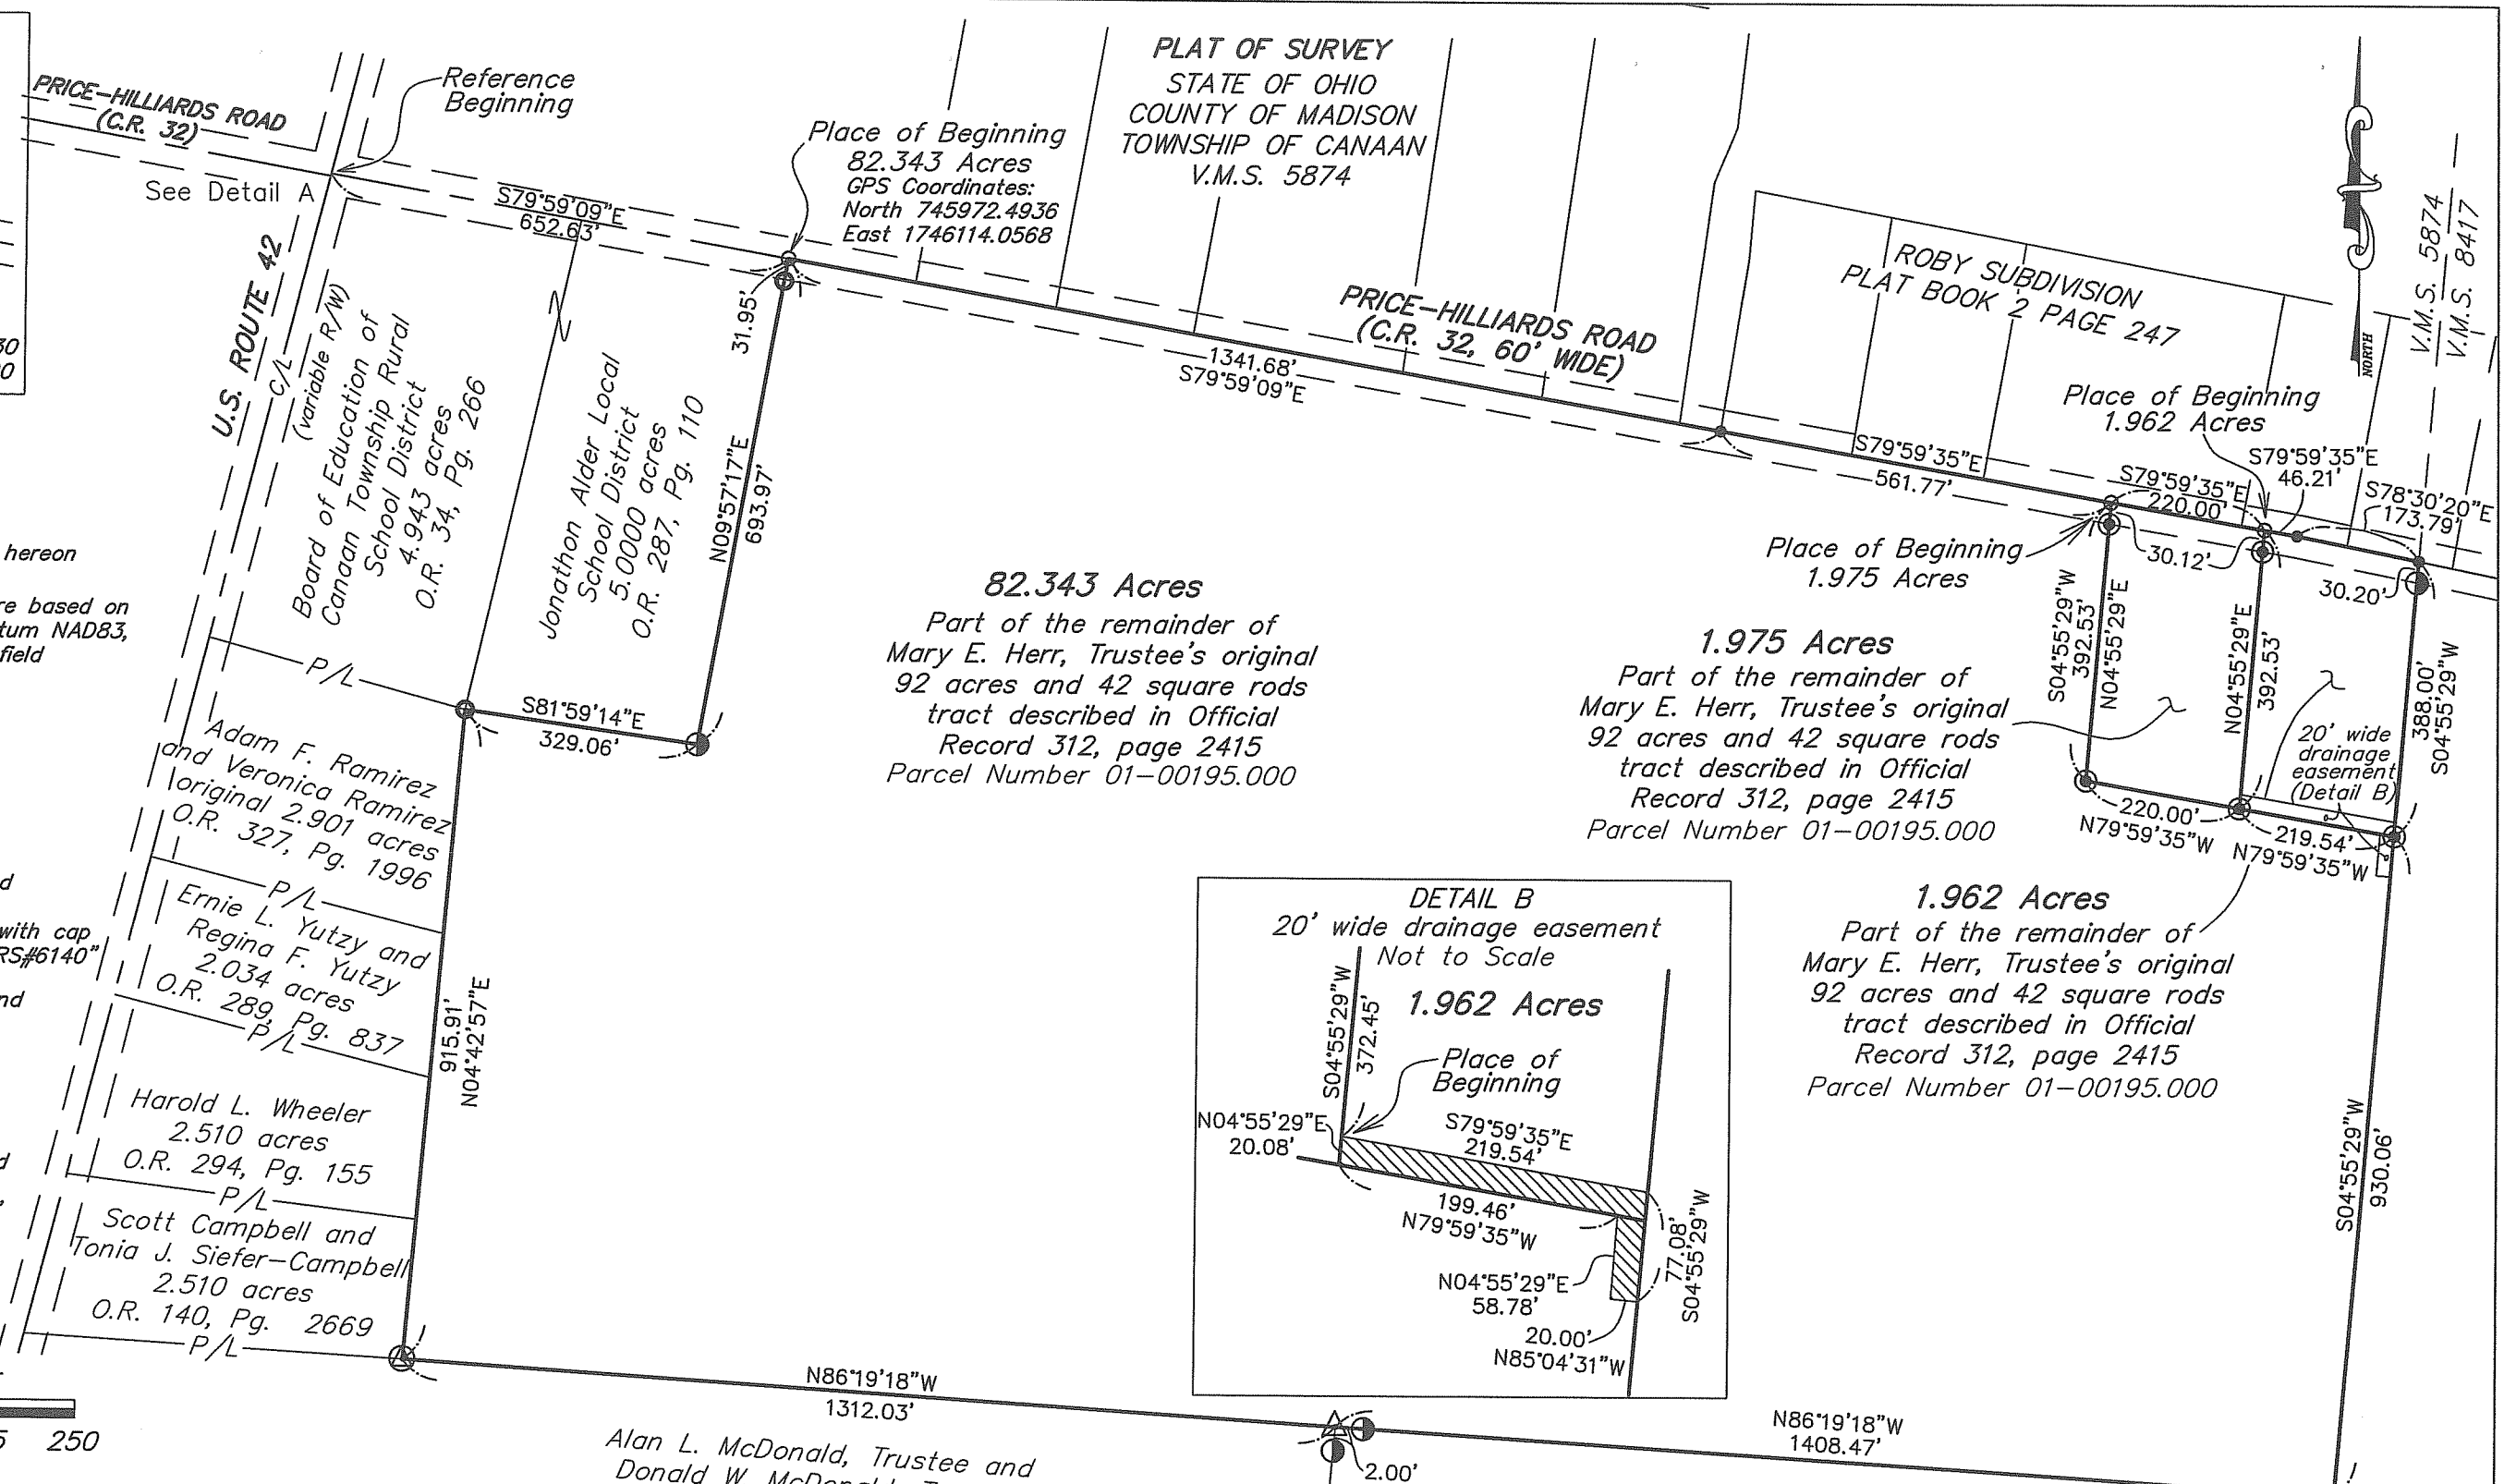 PLAT OF SURVEY
STATE OF OHIO
COUNTY OF MADISON
TOWNSHIP OF CANAAN
V.M.S. 5874
PRICE-HILLIARDS ROAD
(C.R. 32)
See Detail A
Reference
Beginning
U.S. ROUTE 42
C/L
(variable R/W)
S79°59'09"E
652.63'
Place of Beginning
82.343 Acres
GPS Coordinates:
North 745972.4936
East 1746114.0568
31.95'
N09°57'17"E
693.97'
Board of Education of
Canaan Township Rural
School District
4.943 acres
O.R. 34, Pg. 266
Jonathon Alder Local
School District
5.0000 acres
O.R. 287, Pg. 110
P/L
S81°59'14"E
329.06'
PRICE-HILLIARDS ROAD
(C.R. 32, 60' WIDE)
1341.68'
S79°59'09"E
ROBY SUBDIVISION
PLAT BOOK 2 PAGE 247
NORTH
V.M.S. 5874
V.M.S. 8417
Place of Beginning
1.962 Acres
S79°59'35"E
561.77'
S79°59'35"E
220.00'
S79°59'35"E
46.21'
S78°30'20"E
173.79'
Place of Beginning
1.975 Acres
30.12'
30.20'
S04°55'29"W
392.53'
N04°55'29"E
N04°55'29"E
392.53'
388.00'
S04°55'29"W
20' wide
drainage
easement
(Detail B)
220.00'
N79°59'35"W
219.54'
N79°59'35"W
82.343 Acres
Part of the remainder of
Mary E. Herr, Trustee's original
92 acres and 42 square rods
tract described in Official
Record 312, page 2415
Parcel Number 01-00195.000
1.975 Acres
Part of the remainder of
Mary E. Herr, Trustee's original
92 acres and 42 square rods
tract described in Official
Record 312, page 2415
Parcel Number 01-00195.000
1.962 Acres
Part of the remainder of
Mary E. Herr, Trustee's original
92 acres and 42 square rods
tract described in Official
Record 312, page 2415
Parcel Number 01-00195.000
S04°55'29"W
930.06'
hereon
re based on
tum NAD83,
field
with cap
RS#6140"
Adam F. Ramirez
and Veronica Ramirez
original 2.901 acres
O.R. 327, Pg. 1996
P/L
Ernie L. Yutzy and
Regina F. Yutzy
2.034 acres
O.R. 289, Pg. 837
P/L
Harold L. Wheeler
2.510 acres
O.R. 294, Pg. 155
P/L
Scott Campbell and
Tonia J. Siefer-Campbell
2.510 acres
O.R. 140, Pg. 2669
P/L
915.91'
N04°42'57"E
DETAIL B
20' wide drainage easement
Not to Scale
1.962 Acres
S04°55'29"W
372.45'
Place of
Beginning
N04°55'29"E
20.08'
S79°59'35"E
219.54'
199.46'
N79°59'35"W
77.08'
S04°55'29"W
N04°55'29"E
58.78'
20.00'
N85°04'31"W
N86°19'18"W
1312.03'
N86°19'18"W
1408.47'
2.00'
250
Alan L. McDonald, Trustee and
Donald W. McDonald